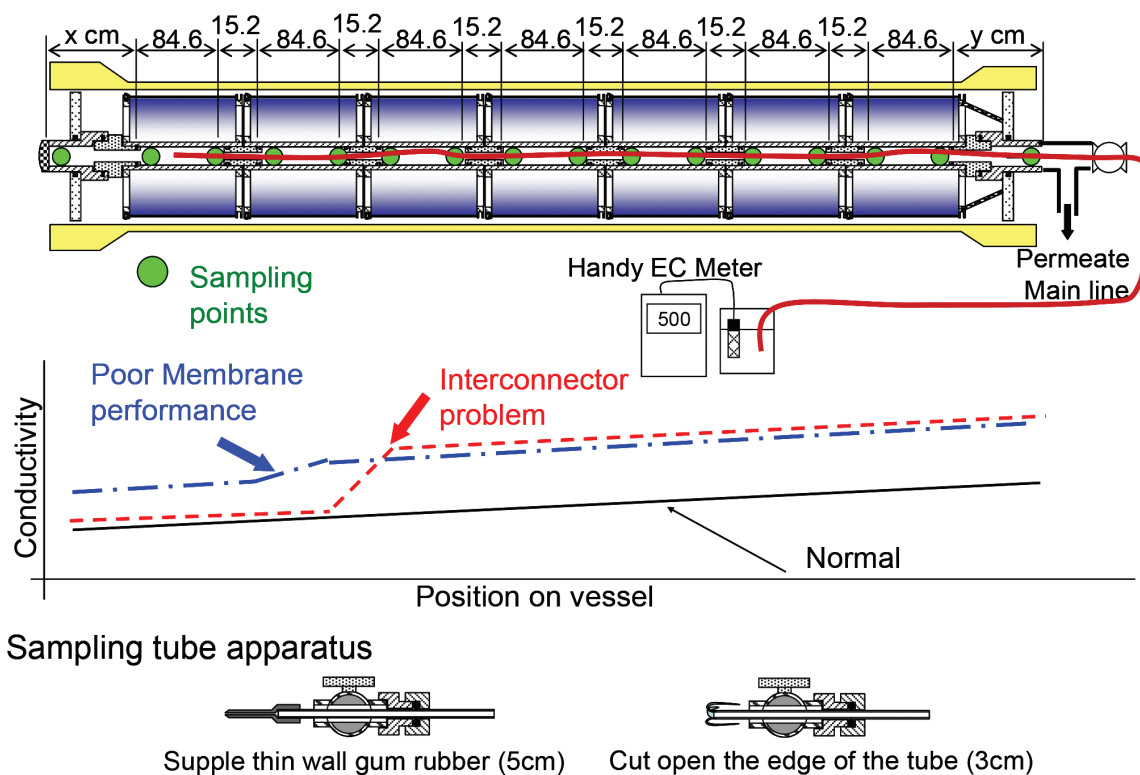 x cm 84.6 15.2 84.6 15.2 84.6 15.2 84.6 15.2 84.6 15.2 84.6 15.2 84.6 y cm
Sampling
points
Handy EC Meter
500
Permeate
Main line
Conductivity
Poor Membrane
performance
Interconnector
problem
Normal
Position on vessel
Sampling tube apparatus
Supple thin wall gum rubber (5cm)
Cut open the edge of the tube (3cm)